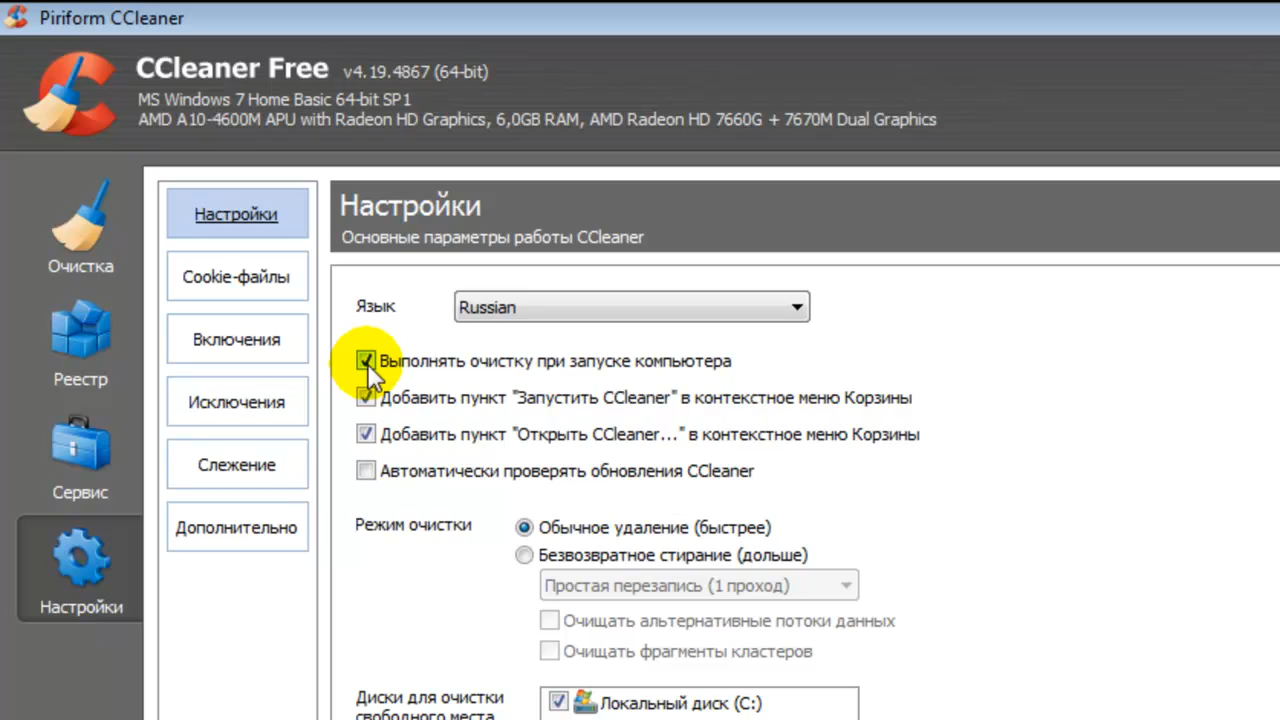 Piriform CCleaner
CCleaner Free v4.19.4867 (64-bit)
MS Windows 7 Home Basic 64-bit SP1
AMD A10-4600M APU with Radeon HD Graphics, 6,0GB RAM, AMD Radeon HD 7660G + 7670M Dual Graphics
Очистка
Реестр
Сервис
Настройки
Настройки
Cookie-файлы
Включения
Исключения
Слежение
Дополнительно
Настройки
Основные параметры работы CCleaner
Язык Russian
Выполнять очистку при запуске компьютера
Добавить пункт "Запустить CCleaner" в контекстное меню Корзины
Добавить пункт "Открыть CCleaner..." в контекстное меню Корзины
Автоматически проверять обновления CCleaner
Режим очистки Обычное удаление (быстрее)
Безвозвратное стирание (дольше)
Простая перезапись (1 проход)
Очищать альтернативные потоки данных
Очищать фрагменты кластеров
Диски для очистки Локальный диск (C:)
свободного места